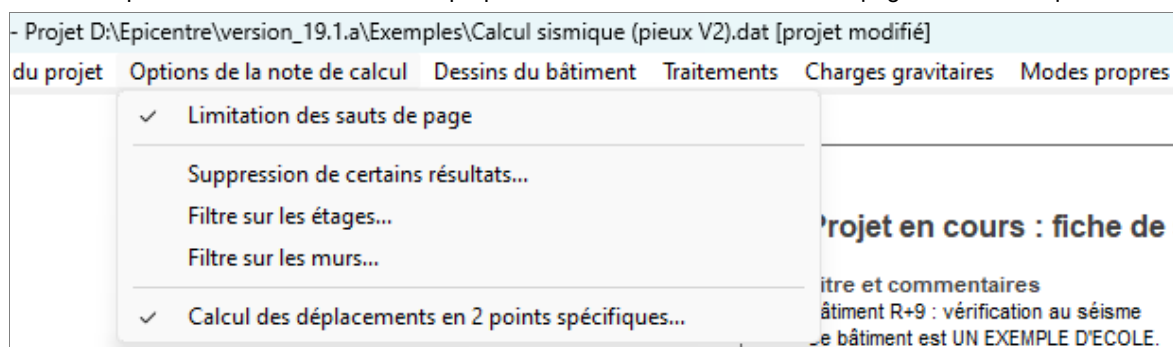 - Projet D:\Epicentre\version_19.1.a\Exemples\Calcul sismique (pieux V2).dat [projet modifié]
du projet Options de la note de calcul Dessins du bâtiment Traitements Charges gravitaires Modes propres
Limitation des sauts de page
Suppression de certains résultats...
Filtre sur les étages...
Filtre sur les murs...
Calcul des déplacements en 2 points spécifiques...
Projet en cours : fiche de
itre et commentaires
âtiment R+9 : vérification au séisme
e bâtiment est UN EXEMPLE D'ECOLE.